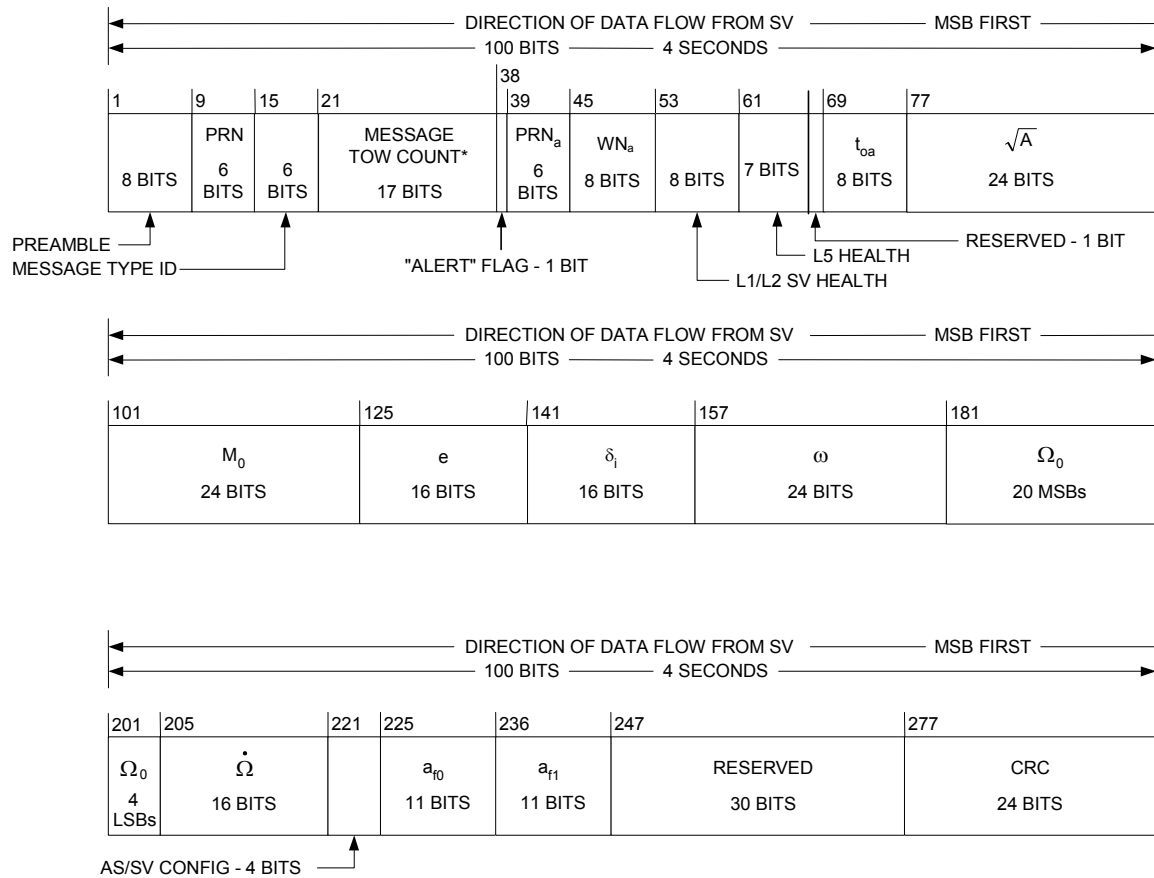 DIRECTION OF DATA FLOW FROM SV MSB FIRST
100 BITS 4 SECONDS
38
1 9 15 21 39 45 53 61 69 77
8 BITS
PRN
6
BITS
6
BITS
MESSAGE
TOW COUNT*
17 BITS
PRNa
6
BITS
WNa
8 BITS
8 BITS
7 BITS
toa
8 BITS
√A
24 BITS
PREAMBLE
MESSAGE TYPE ID
"ALERT" FLAG - 1 BIT
L1/L2 SV HEALTH
L5 HEALTH
RESERVED - 1 BIT
DIRECTION OF DATA FLOW FROM SV MSB FIRST
100 BITS 4 SECONDS
101 125 141 157 181
M0
24 BITS
e
16 BITS
δi
16 BITS
ω
24 BITS
Ω0
20 MSBs
DIRECTION OF DATA FLOW FROM SV MSB FIRST
100 BITS 4 SECONDS
201 205 221 225 236 247 277
Ω0
4
LSBs
Ω̇
16 BITS
af0
11 BITS
af1
11 BITS
RESERVED
30 BITS
CRC
24 BITS
AS/SV CONFIG - 4 BITS